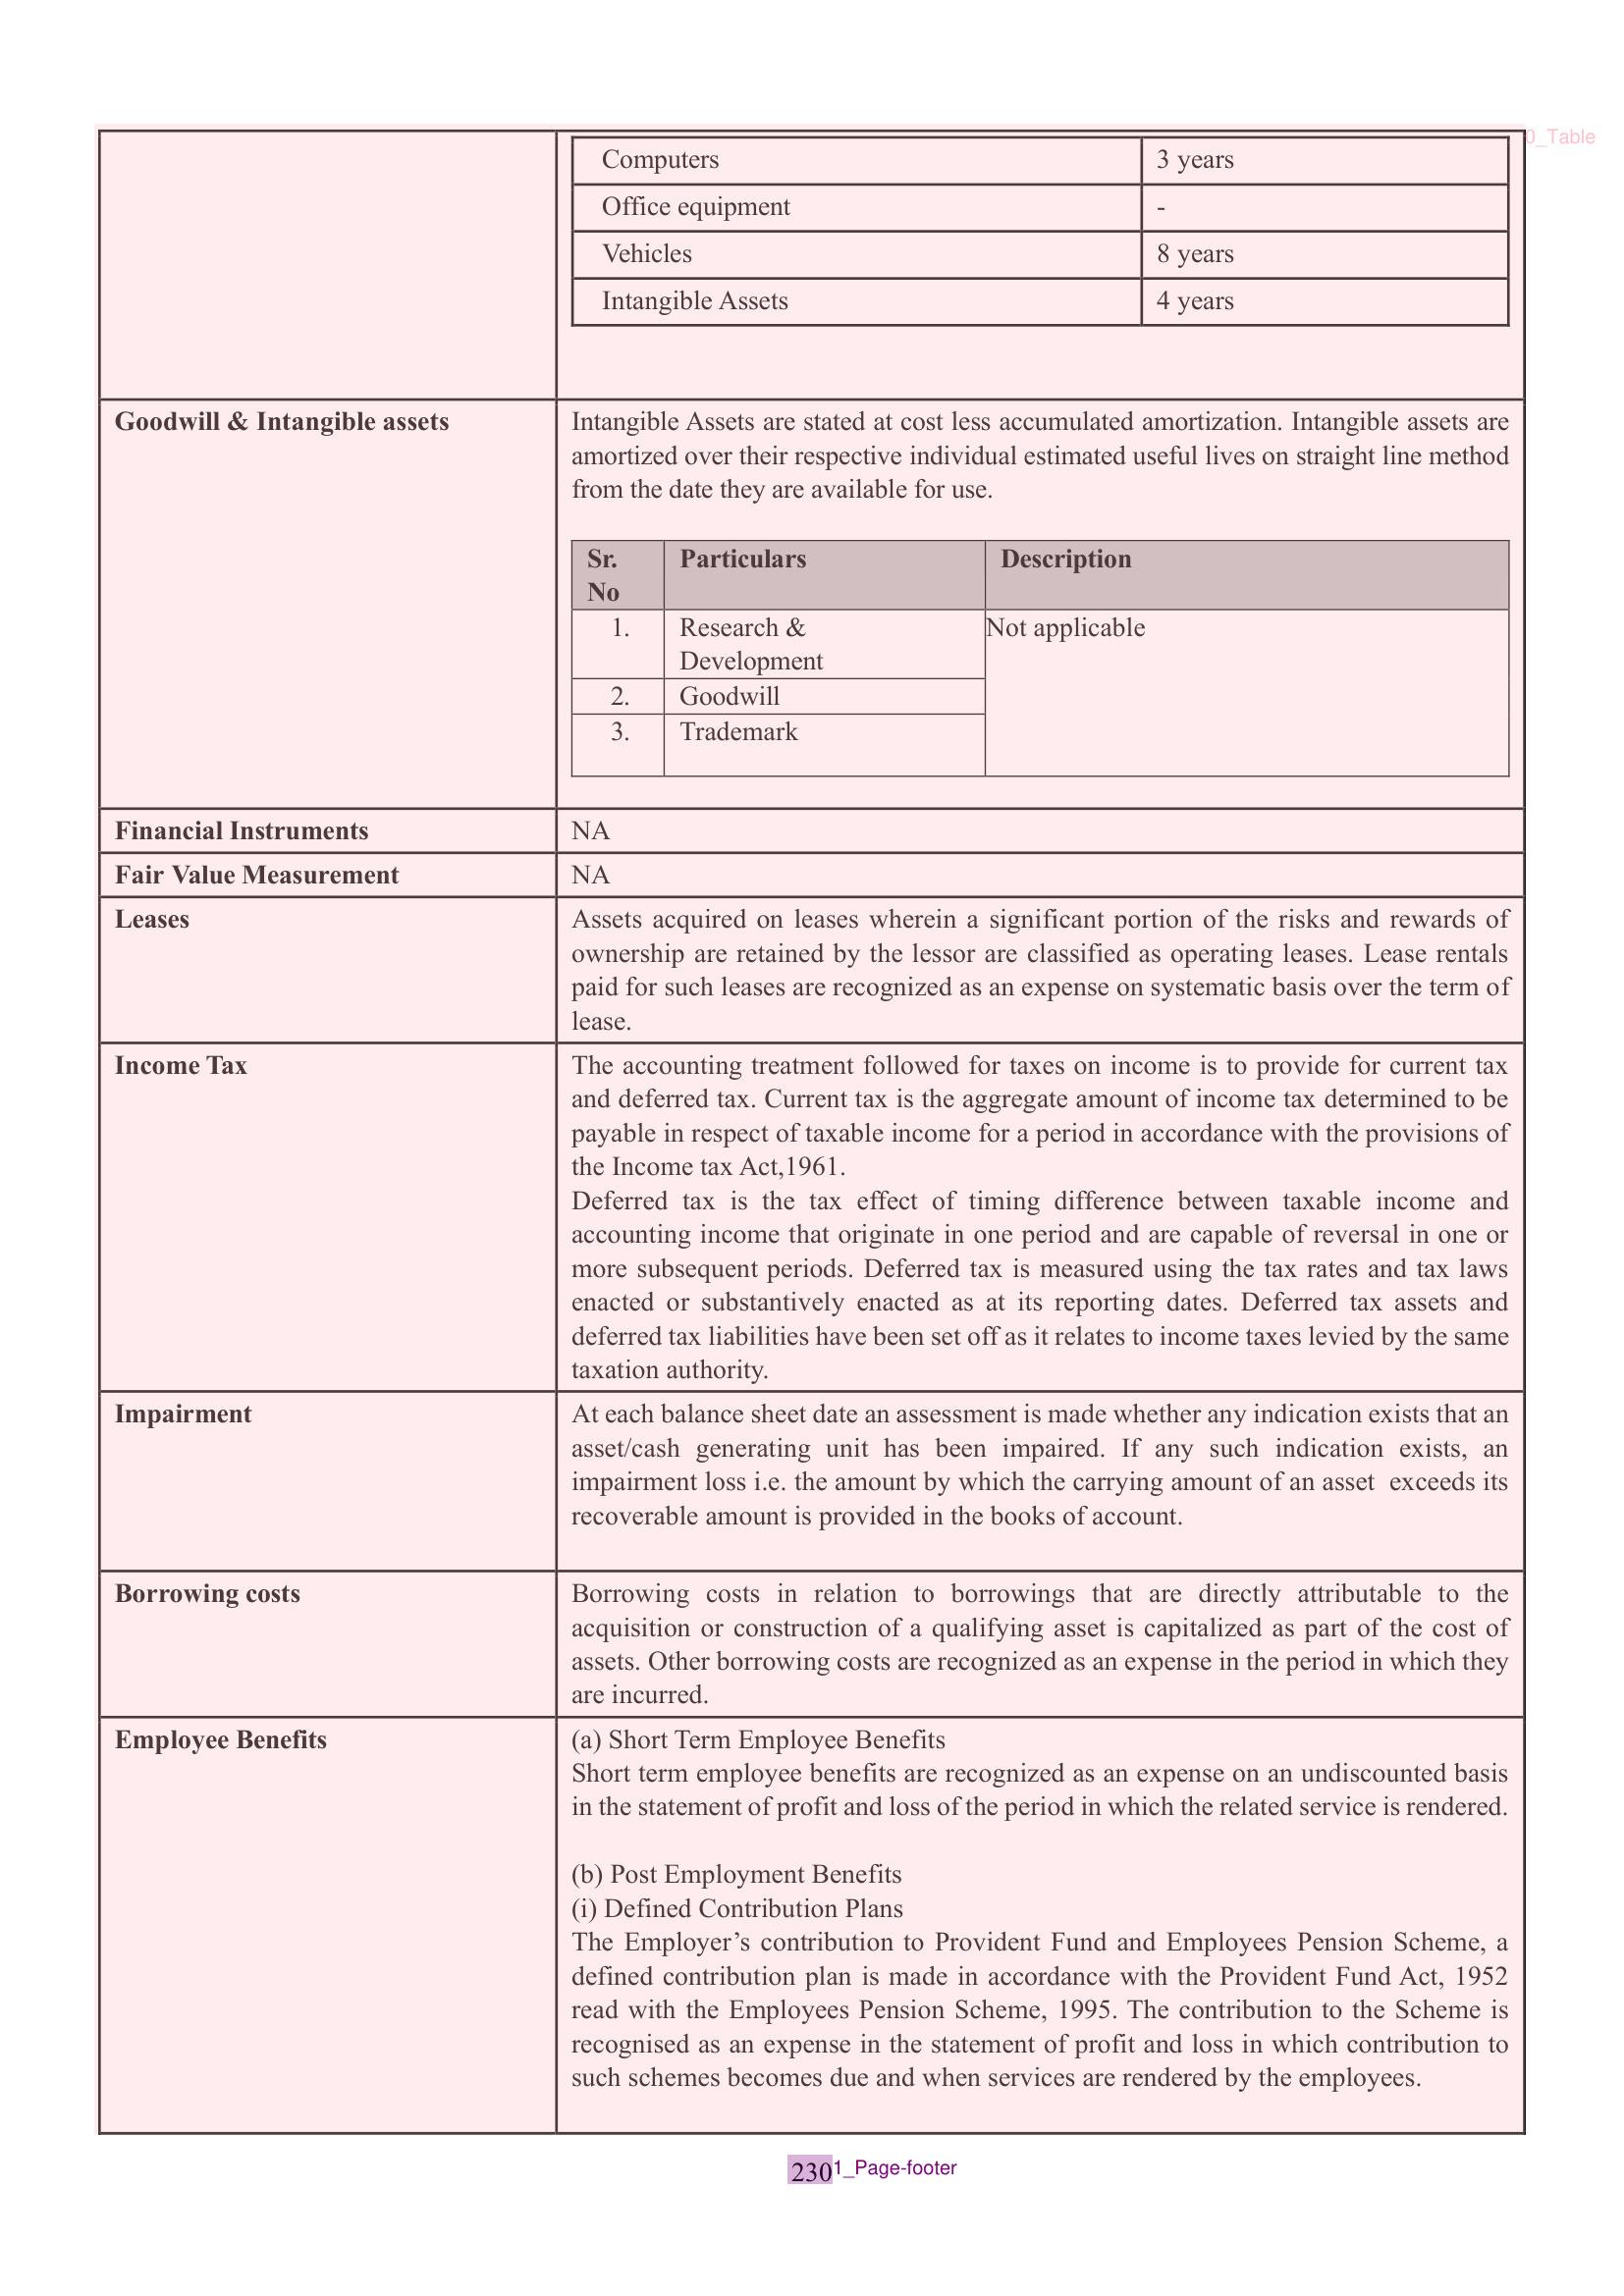 0_Table
Computers 3 years
Office equipment -
Vehicles 8 years
Intangible Assets 4 years
Goodwill & Intangible assets
Intangible Assets are stated at cost less accumulated amortization. Intangible assets are
amortized over their respective individual estimated useful lives on straight line method
from the date they are available for use.
Sr. No Particulars Description
1. Research & Development Not applicable
2. Goodwill
3. Trademark
Financial Instruments NA
Fair Value Measurement NA
Leases
Assets acquired on leases wherein a significant portion of the risks and rewards of
ownership are retained by the lessor are classified as operating leases. Lease rentals
paid for such leases are recognized as an expense on systematic basis over the term of
lease.
Income Tax
The accounting treatment followed for taxes on income is to provide for current tax
and deferred tax. Current tax is the aggregate amount of income tax determined to be
payable in respect of taxable income for a period in accordance with the provisions of
the Income tax Act,1961.
Deferred tax is the tax effect of timing difference between taxable income and
accounting income that originate in one period and are capable of reversal in one or
more subsequent periods. Deferred tax is measured using the tax rates and tax laws
enacted or substantively enacted as at its reporting dates. Deferred tax assets and
deferred tax liabilities have been set off as it relates to income taxes levied by the same
taxation authority.
Impairment
At each balance sheet date an assessment is made whether any indication exists that an
asset/cash generating unit has been impaired. If any such indication exists, an
impairment loss i.e. the amount by which the carrying amount of an asset exceeds its
recoverable amount is provided in the books of account.
Borrowing costs
Borrowing costs in relation to borrowings that are directly attributable to the
acquisition or construction of a qualifying asset is capitalized as part of the cost of
assets. Other borrowing costs are recognized as an expense in the period in which they
are incurred.
Employee Benefits
(a) Short Term Employee Benefits
Short term employee benefits are recognized as an expense on an undiscounted basis
in the statement of profit and loss of the period in which the related service is rendered.
(b) Post Employment Benefits
(i) Defined Contribution Plans
The Employer’s contribution to Provident Fund and Employees Pension Scheme, a
defined contribution plan is made in accordance with the Provident Fund Act, 1952
read with the Employees Pension Scheme, 1995. The contribution to the Scheme is
recognised as an expense in the statement of profit and loss in which contribution to
such schemes becomes due and when services are rendered by the employees.
230 1_Page-footer